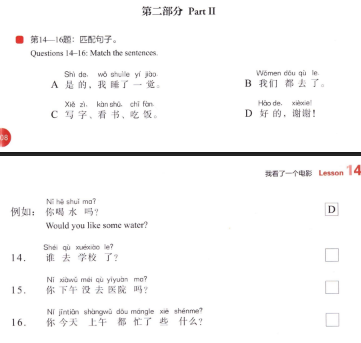 第二部分 Part II
第14—16题：匹配句子。
Questions 14–16: Match the sentences.
Shì de, wǒ shuìle yí jiào.
A 是 的，我 睡了 一 觉。
Wǒmen dōu qù le.
B 我们 都 去 了。
Xiě zì, kàn shū, chī fàn.
C 写 字、看 书、吃 饭。
Hǎo de, xièxie!
D 好 的，谢谢！
68
我看了一个电影 Lesson 14
Nǐ hē shuǐ ma?
例如： 你喝 水 吗？ D
Would you like some water?
Shéi qù xuéxiào le?
14. 谁 去 学校 了？
Nǐ xiàwǔ méi qù yīyuàn ma?
15. 你 下午 没 去 医院 吗？
Nǐ jīntiān shàngwǔ dōu mángle xiē shénme?
16. 你 今天 上午 都 忙了 些 什么？